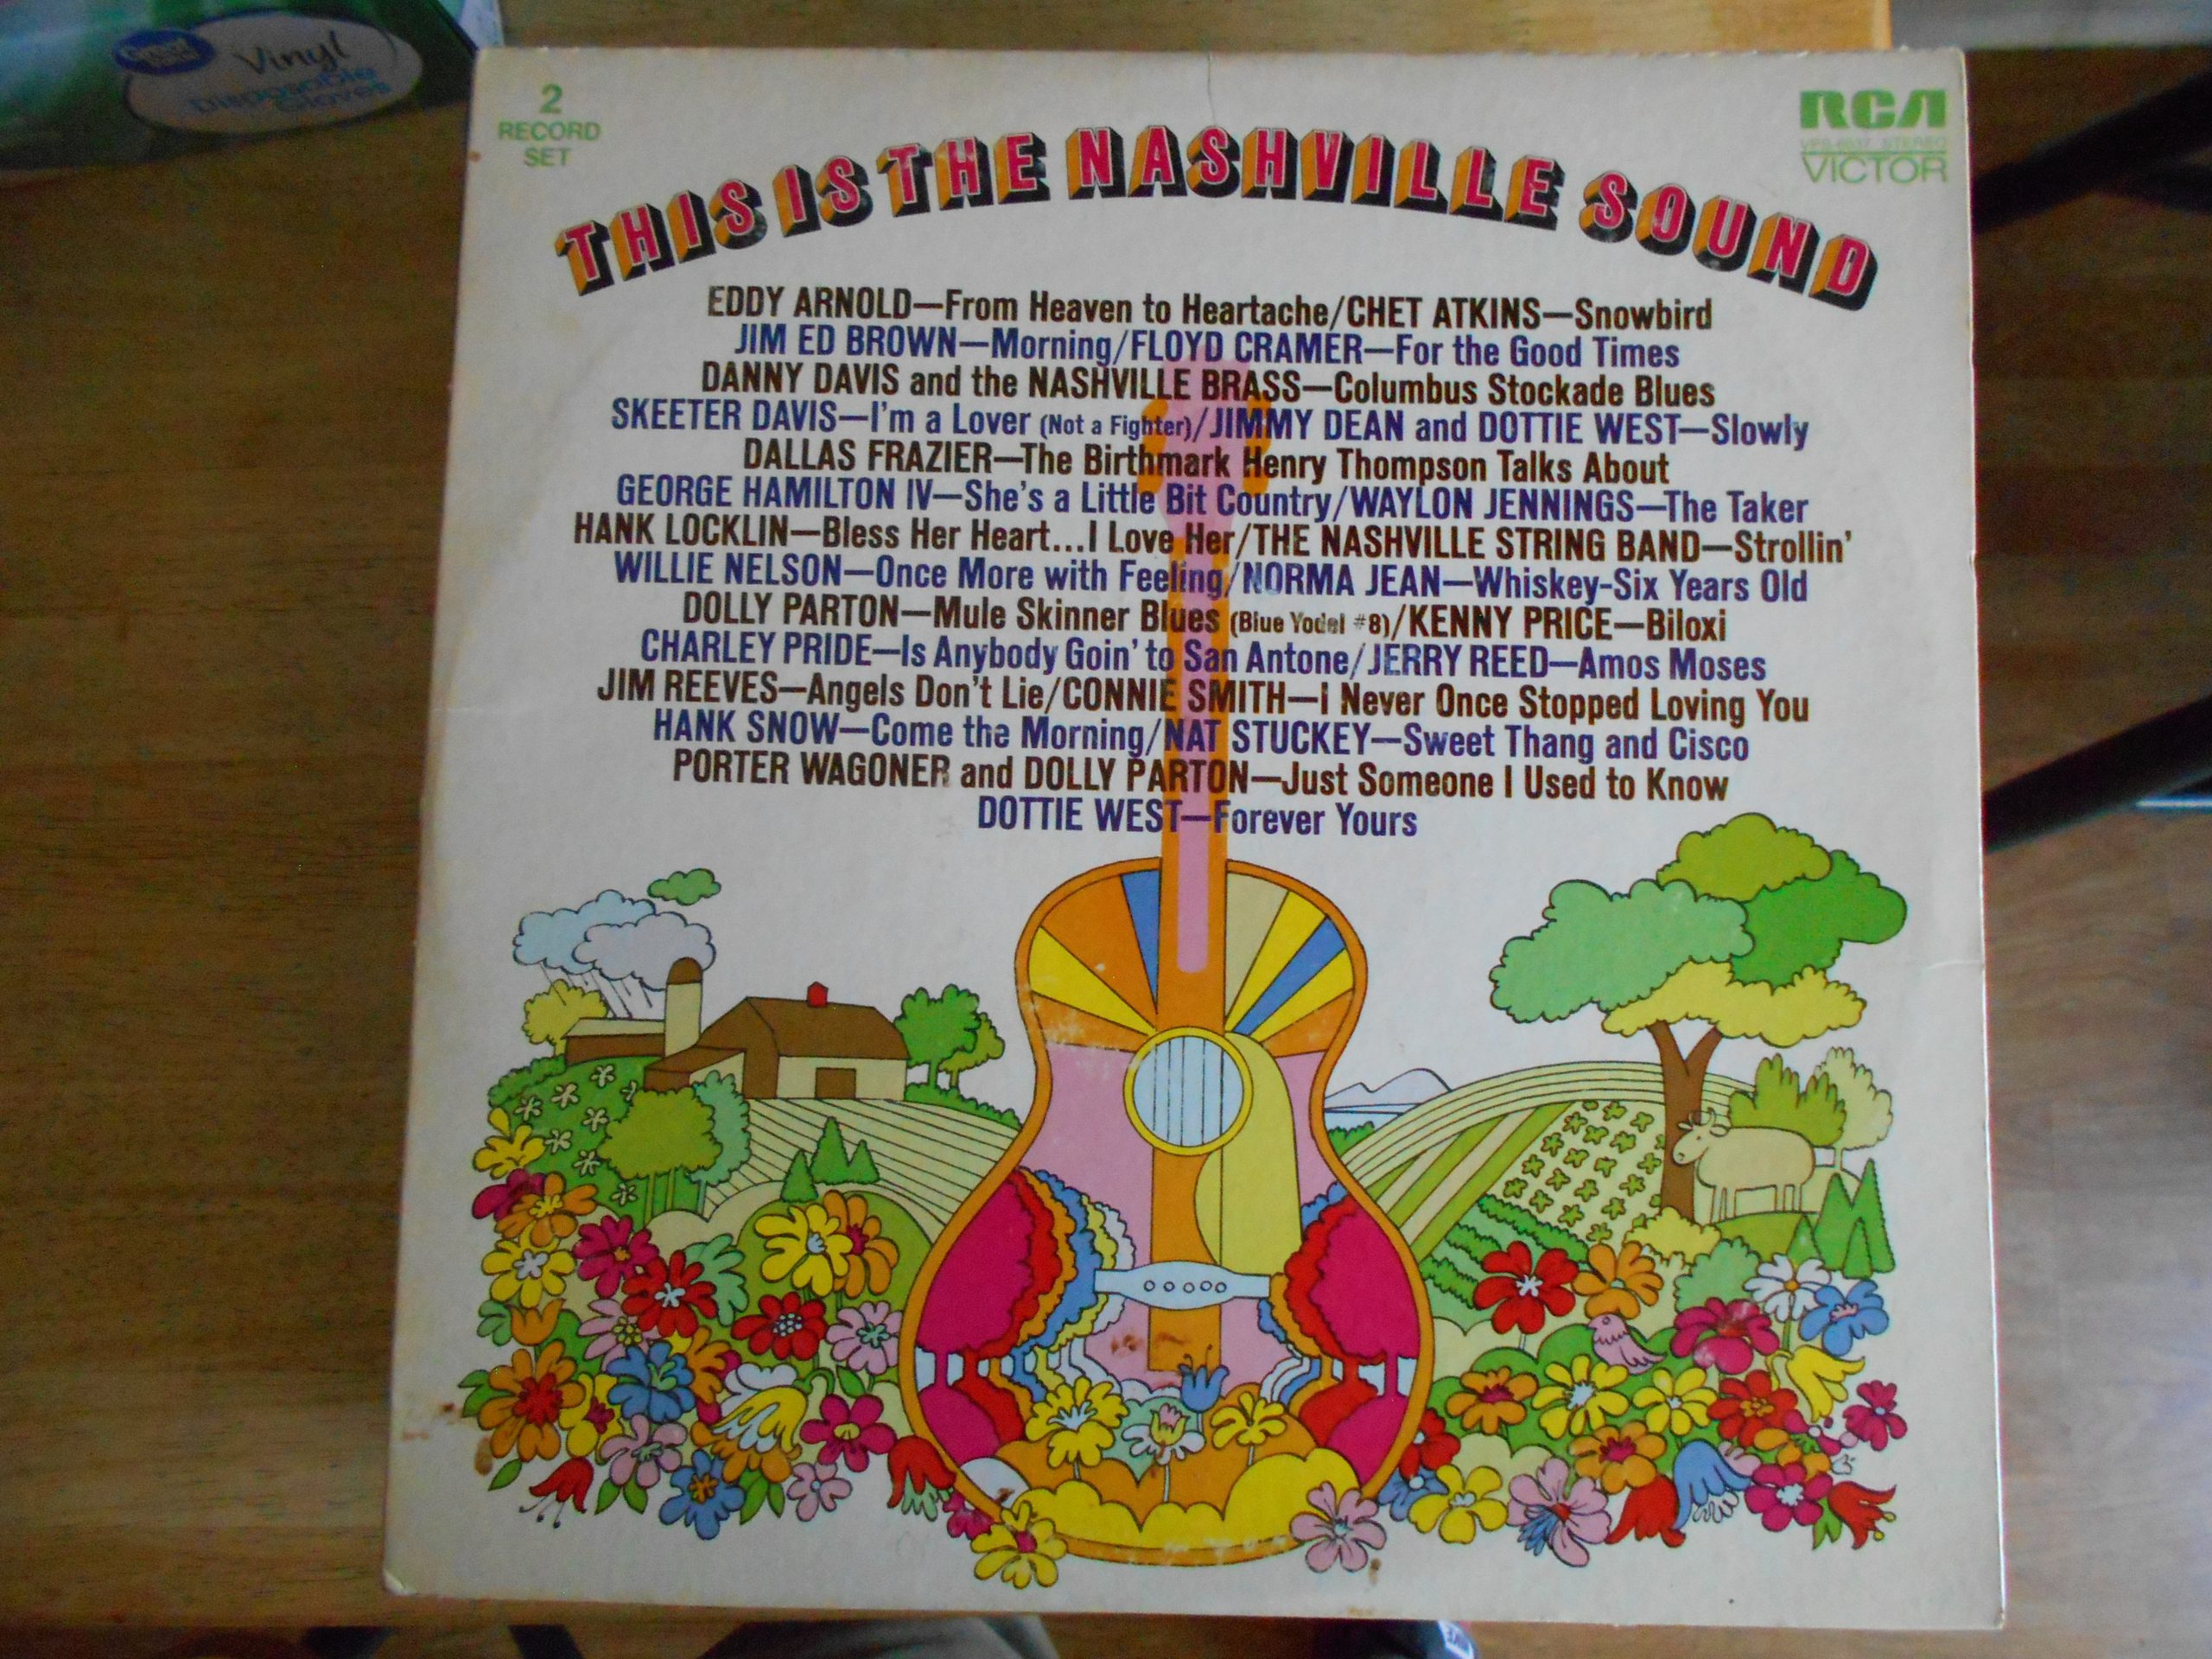 Great Value
Vinyl
Disposable
Gloves
2
RECORD
SET
RCA
VPS-6037 STEREO
VICTOR
THIS IS THE NASHVILLE SOUND
EDDY ARNOLD—From Heaven to Heartache/CHET ATKINS—Snowbird
JIM ED BROWN—Morning/FLOYD CRAMER—For the Good Times
DANNY DAVIS and the NASHVILLE BRASS—Columbus Stockade Blues
SKEETER DAVIS—I'm a Lover (Not a Fighter)/JIMMY DEAN and DOTTIE WEST—Slowly
DALLAS FRAZIER—The Birthmark Henry Thompson Talks About
GEORGE HAMILTON IV—She's a Little Bit Country/WAYLON JENNINGS—The Taker
HANK LOCKLIN—Bless Her Heart...I Love Her/THE NASHVILLE STRING BAND—Strollin'
WILLIE NELSON—Once More with Feeling/NORMA JEAN—Whiskey-Six Years Old
DOLLY PARTON—Mule Skinner Blues (Blue Yodel #8)/KENNY PRICE—Biloxi
CHARLEY PRIDE—Is Anybody Goin' to San Antone/JERRY REED—Amos Moses
JIM REEVES—Angels Don't Lie/CONNIE SMITH—I Never Once Stopped Loving You
HANK SNOW—Come the Morning/NAT STUCKEY—Sweet Thang and Cisco
PORTER WAGONER and DOLLY PARTON—Just Someone I Used to Know
DOTTIE WEST—Forever Yours